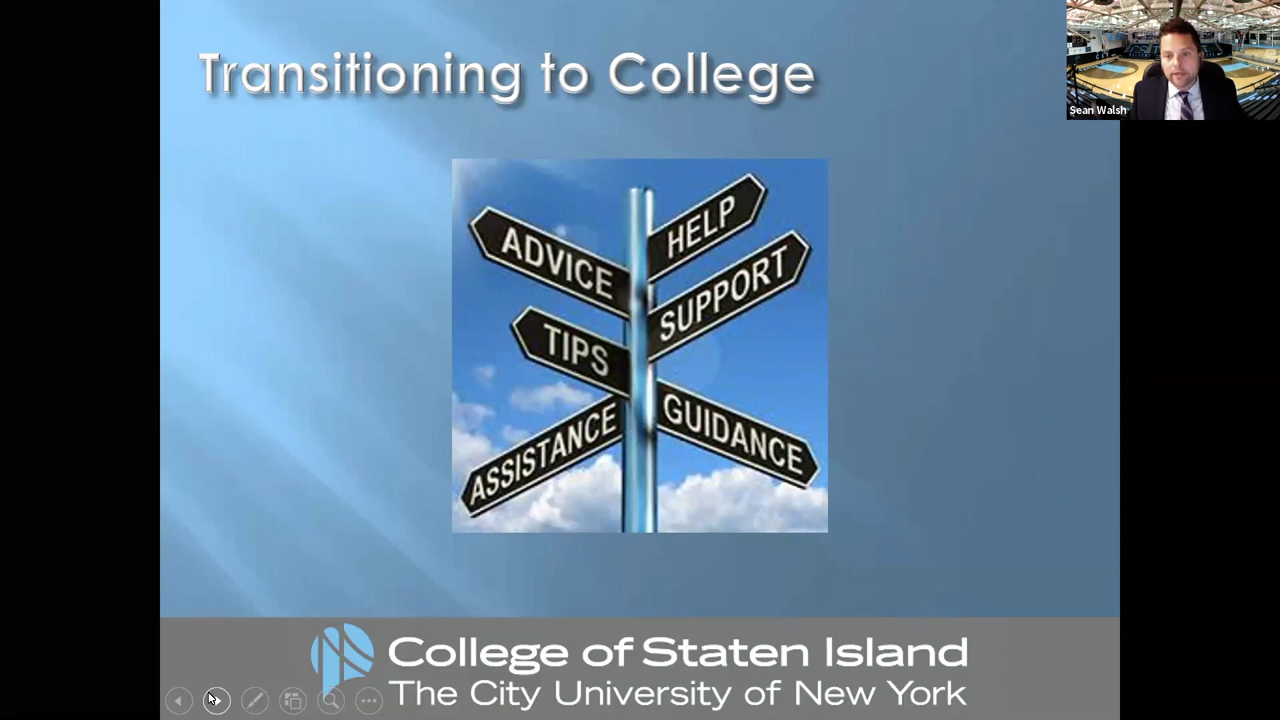 Transitioning to College
Sean Walsh
ADVICE
HELP
SUPPORT
TIPS
GUIDANCE
ASSISTANCE
College of Staten Island
The City University of New York